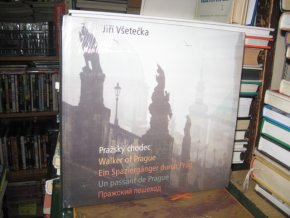 Jiří Všetečka
Pražský chodec
Walker of Prague
Ein Spaziergänger durch Prag
Un passant de Prague
Пражский пешеход